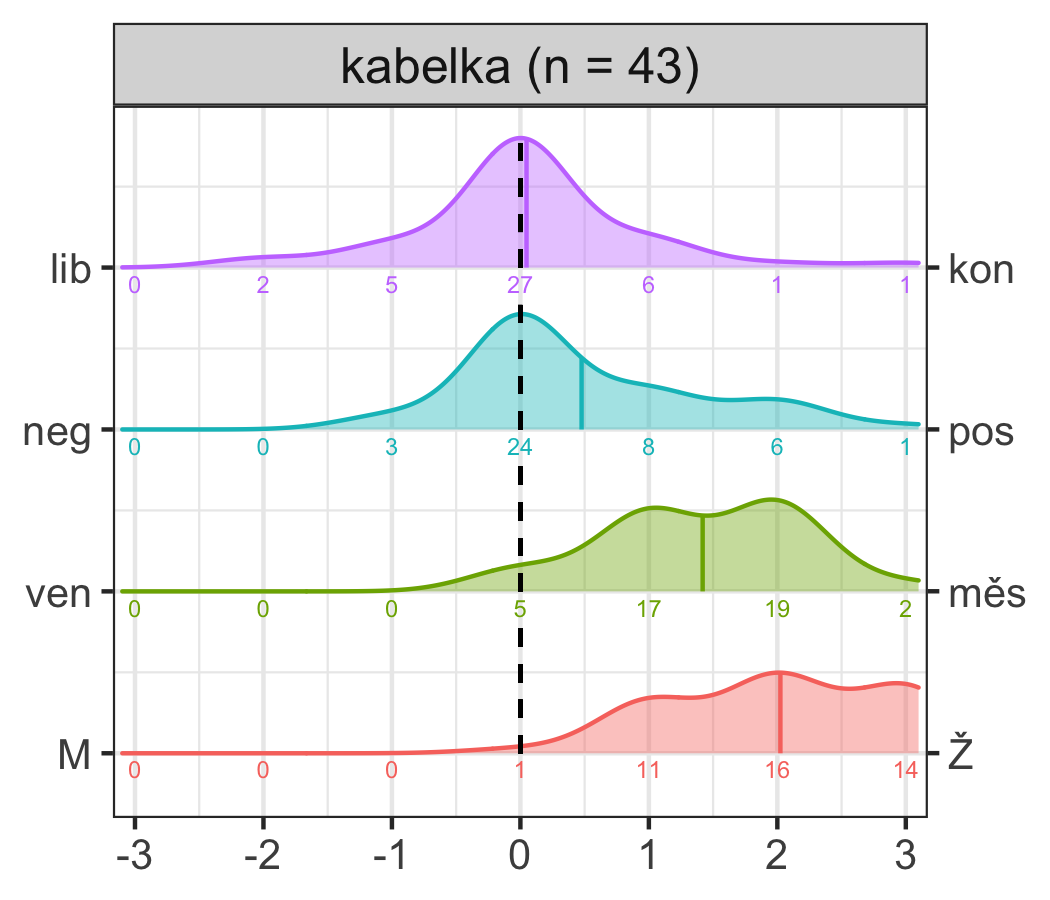 kabelka (n = 43)
lib kon
0 2 5 27 6 1 1
neg pos
0 0 3 24 8 6 1
ven měs
0 0 0 5 17 19 2
M Ž
0 0 0 1 11 16 14
-3 -2 -1 0 1 2 3